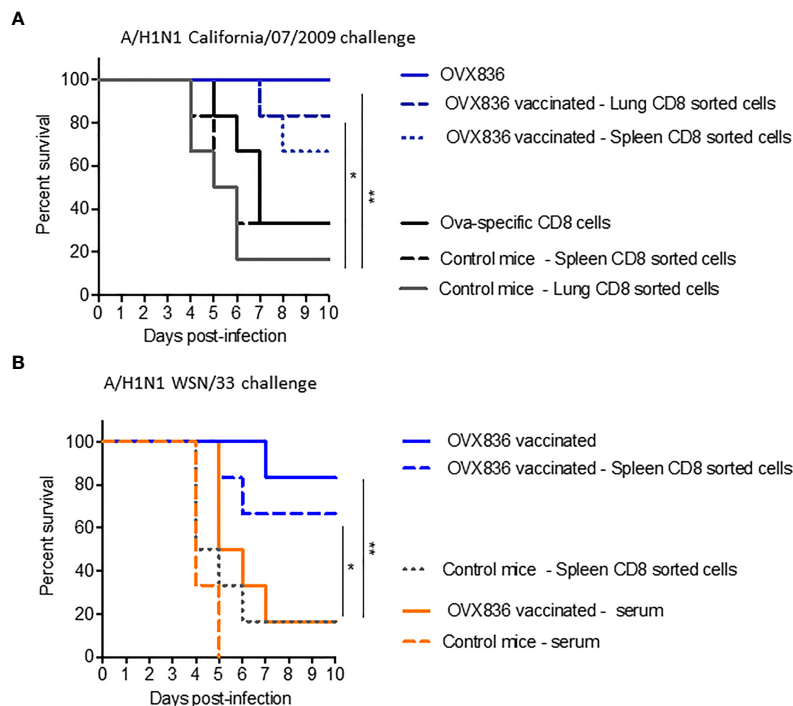 A
A/H1N1 California/07/2009 challenge
Percent survival
100
80
60
40
20
0
0 1 2 3 4 5 6 7 8 9 10
Days post-infection
*
**
OVX836
OVX836 vaccinated - Lung CD8 sorted cells
OVX836 vaccinated - Spleen CD8 sorted cells
Ova-specific CD8 cells
Control mice - Spleen CD8 sorted cells
Control mice - Lung CD8 sorted cells
B
A/H1N1 WSN/33 challenge
Percent survival
100
80
60
40
20
0
0 1 2 3 4 5 6 7 8 9 10
Days post-infection
*
**
OVX836 vaccinated
OVX836 vaccinated - Spleen CD8 sorted cells
Control mice - Spleen CD8 sorted cells
OVX836 vaccinated - serum
Control mice - serum